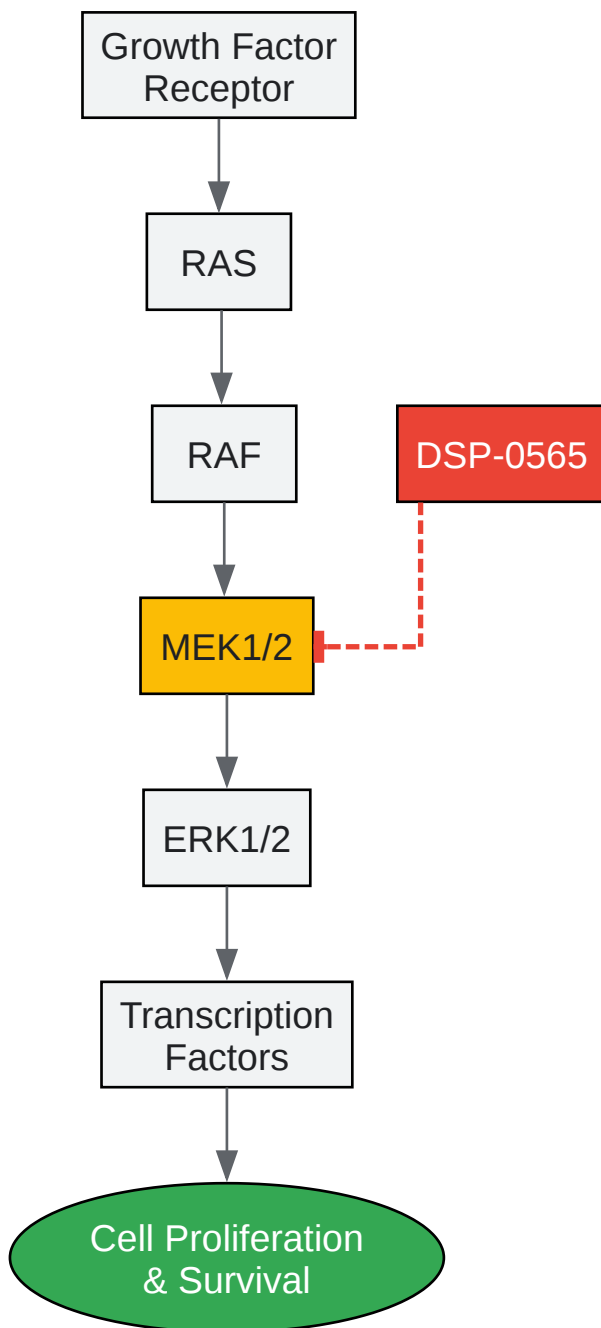 Growth Factor
Receptor
RAS
RAF
DSP-0565
MEK1/2
ERK1/2
Transcription
Factors
Cell Proliferation
& Survival